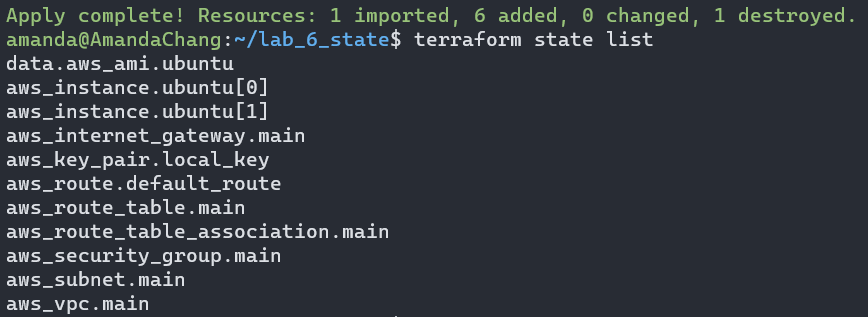 Apply complete! Resources: 1 imported, 6 added, 0 changed, 1 destroyed.
amanda@AmandaChang:~/lab_6_state$ terraform state list
data.aws_ami.ubuntu
aws_instance.ubuntu[0]
aws_instance.ubuntu[1]
aws_internet_gateway.main
aws_key_pair.local_key
aws_route.default_route
aws_route_table.main
aws_route_table_association.main
aws_security_group.main
aws_subnet.main
aws_vpc.main